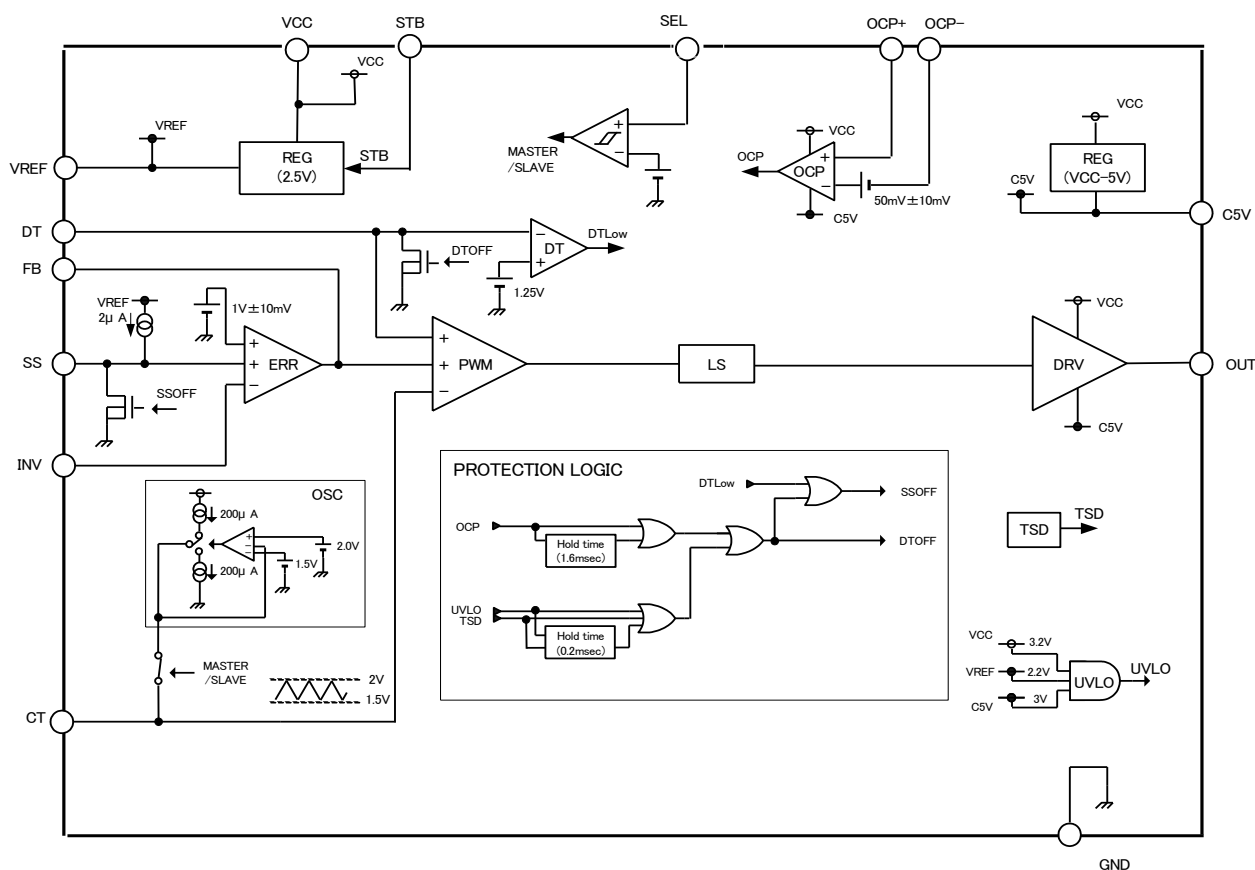 VCC
STB
SEL
OCP+
OCP-
VCC
VREF
VCC
VCC
REG
(2.5V)
STB
MASTER
/SLAVE
+
-
OCP
OCP
+
-
REG
(VCC-5V)
VREF
C5V
50mV±10mV
C5V
C5V
DT
DTOFF
-
+
DT
DTLow
FB
1.25V
VREF
2μ A
1V±10mV
VCC
SS
+
+
-
ERR
+
+
-
PWM
LS
DRV
OUT
SSOFF
C5V
INV
PROTECTION LOGIC
OSC
DTLow
SSOFF
200μ A
+
-
-
2.0V
1.5V
200μ A
OCP
Hold time
(1.6msec)
DTOFF
TSD
TSD
UVLO
TSD
Hold time
(0.2msec)
MASTER
/SLAVE
2V
1.5V
VCC
3.2V
VREF
2.2V
UVLO
UVLO
C5V
3V
CT
GND